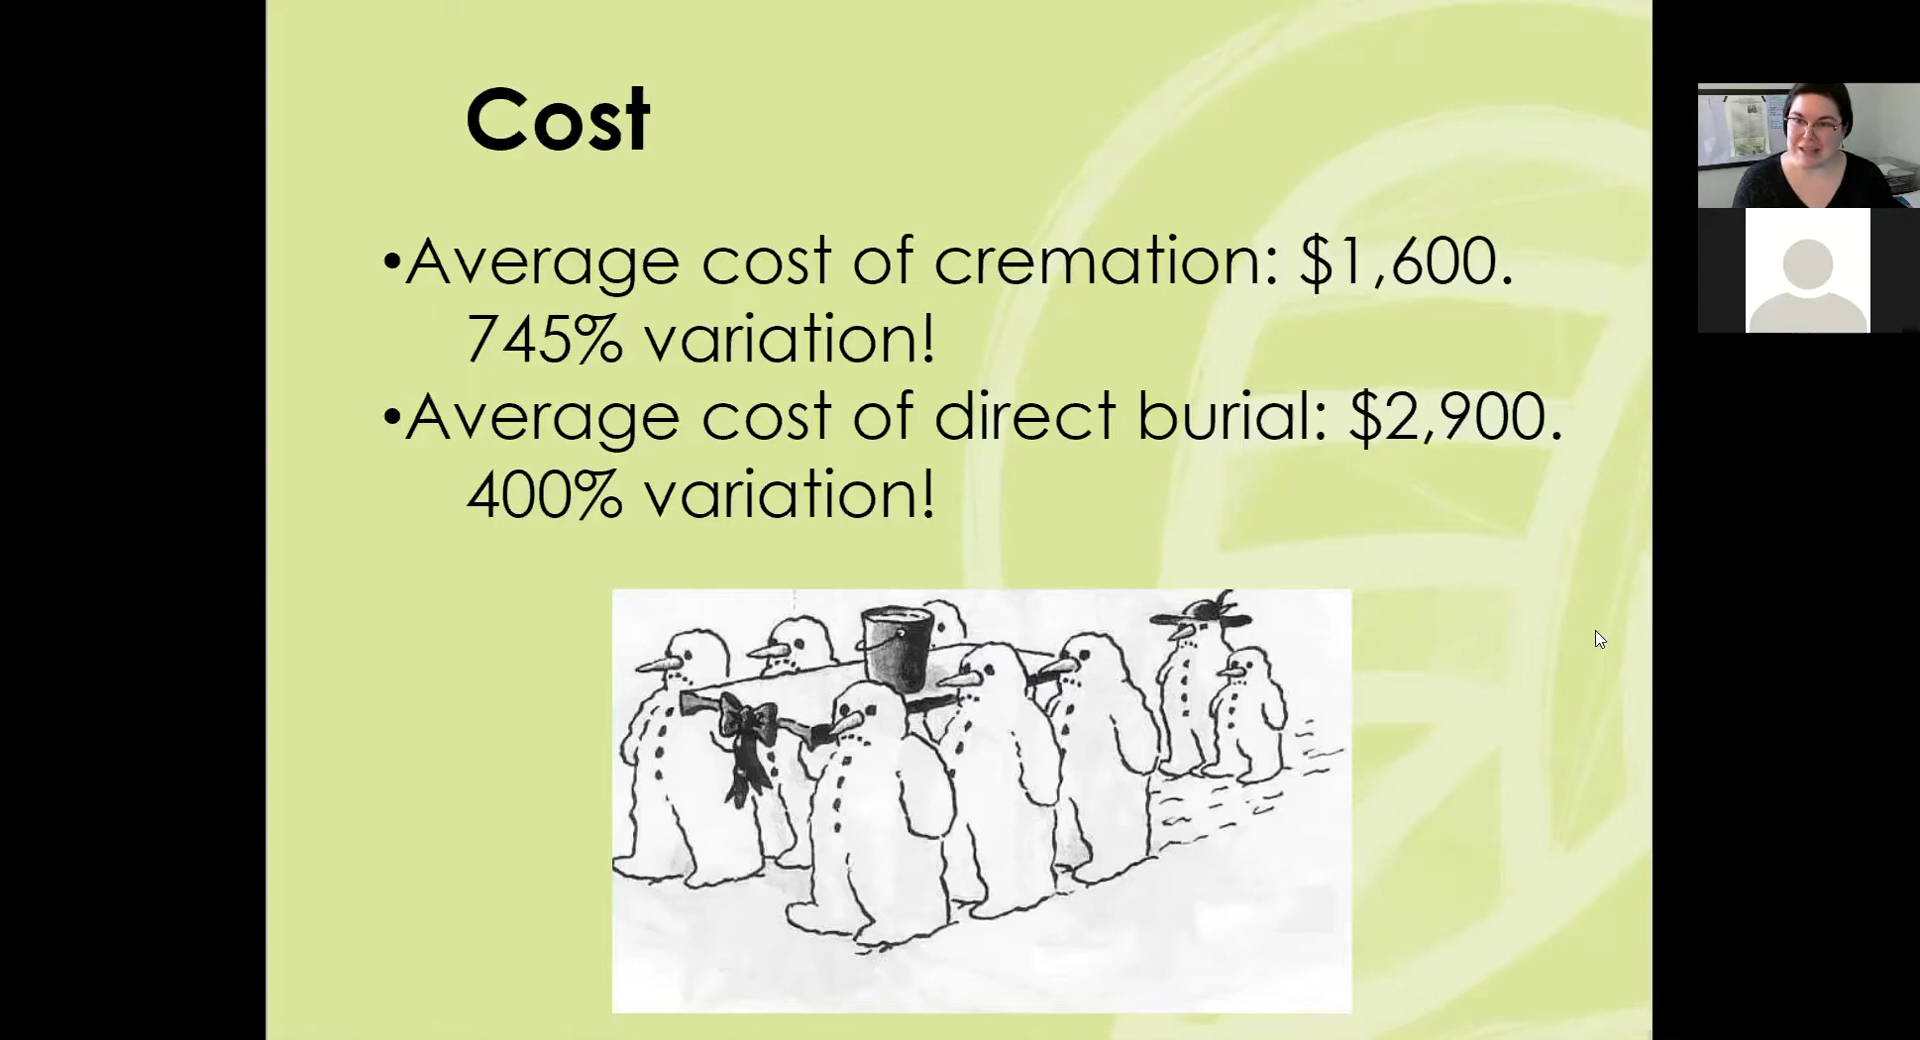 Cost
•Average cost of cremation: $1,600.
745% variation!
•Average cost of direct burial: $2,900.
400% variation!